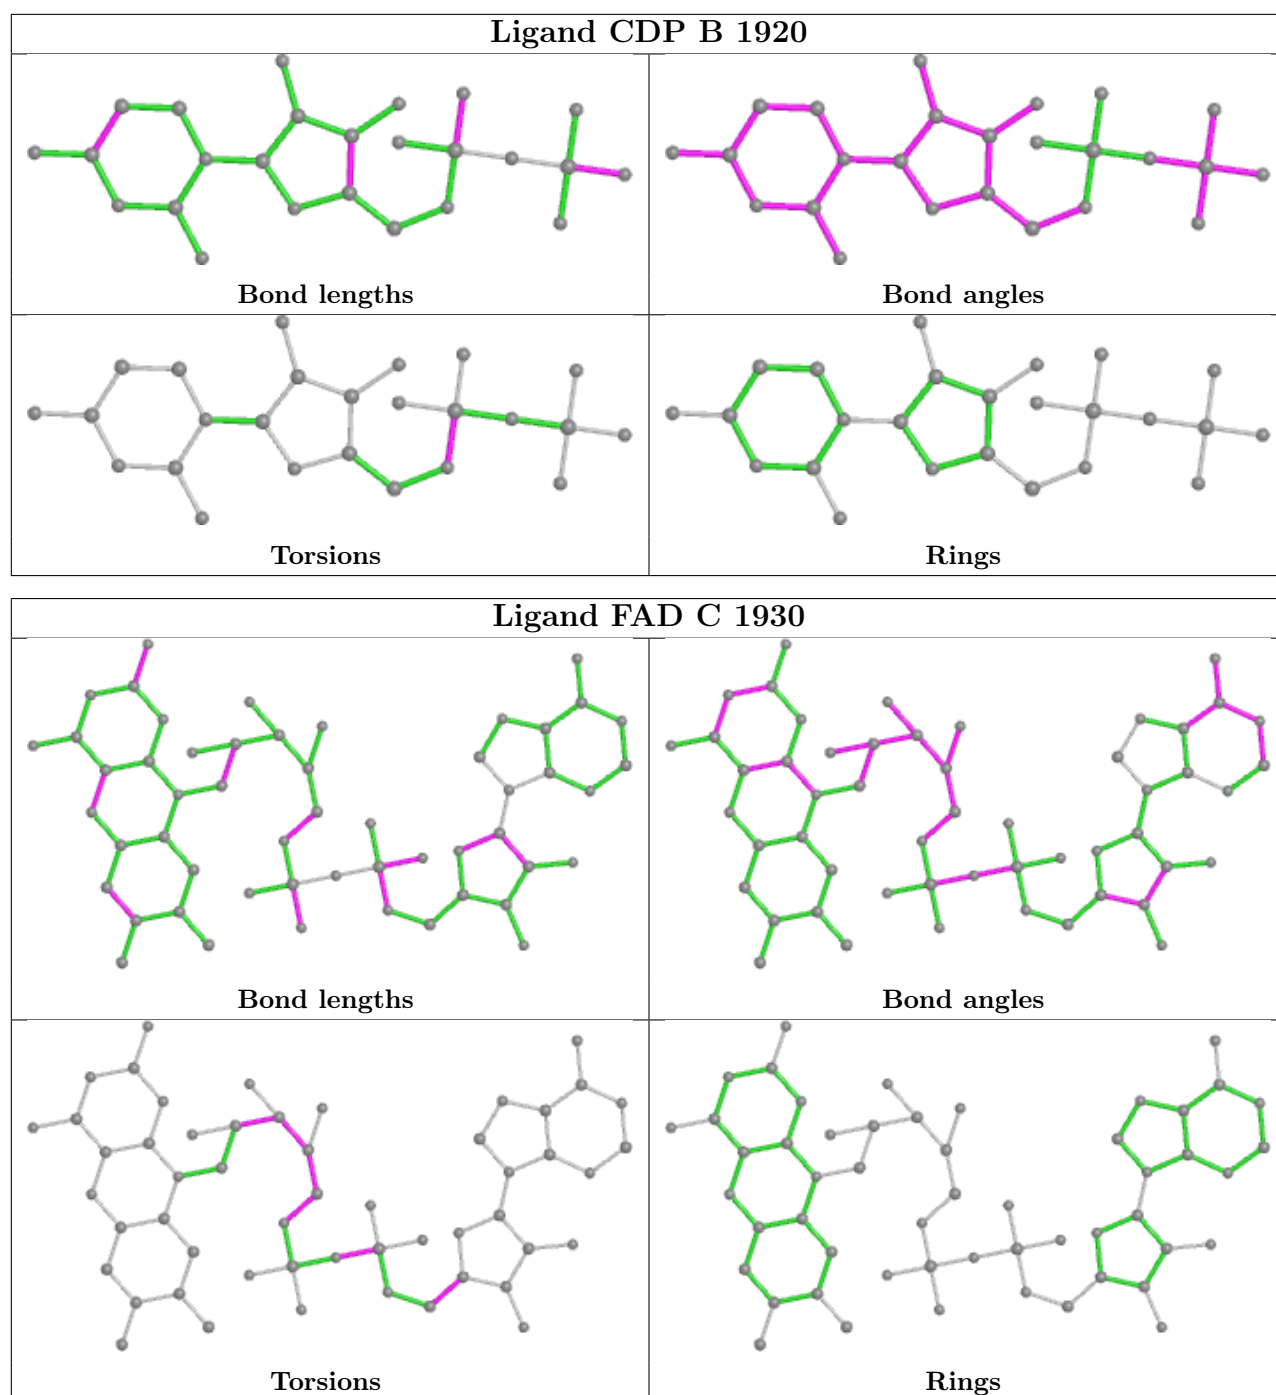 Ligand CDP B 1920
Bond lengths
Bond angles
Torsions
Rings
Ligand FAD C 1930
Bond lengths
Bond angles
Torsions
Rings